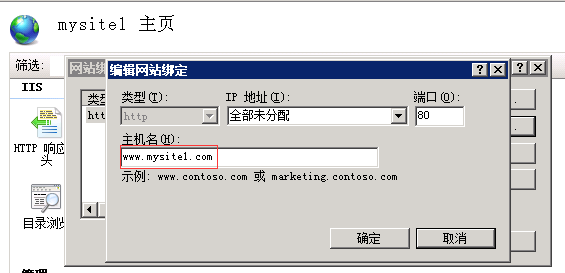 mysite1 主页
筛选:
网站绑
编辑网站绑定
IIS
类型
htt
HTTP 响应
头
目录浏览
管理
类型(T):
IP 地址(I):
端口(O):
http
全部未分配
80
主机名(H):
www.mysite1.com
示例: www.contoso.com 或 marketing.contoso.com
确定
取消